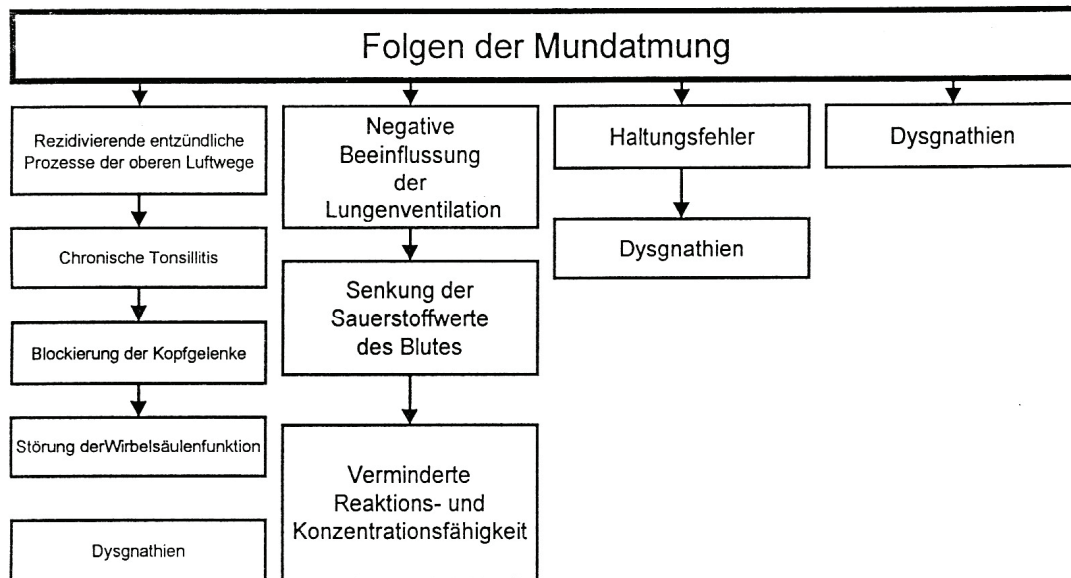 Folgen der Mundatmung
Rezidivierende entzündliche
Prozesse der oberen Luftwege
Chronische Tonsillitis
Blockierung der Kopfgelenke
Störung derWirbelsäulenfunktion
Dysgnathien
Negative
Beeinflussung
der
Lungenventilation
Senkung der
Sauerstoffwerte
des Blutes
Verminderte
Reaktions- und
Konzentrationsfähigkeit
Haltungsfehler
Dysgnathien
Dysgnathien